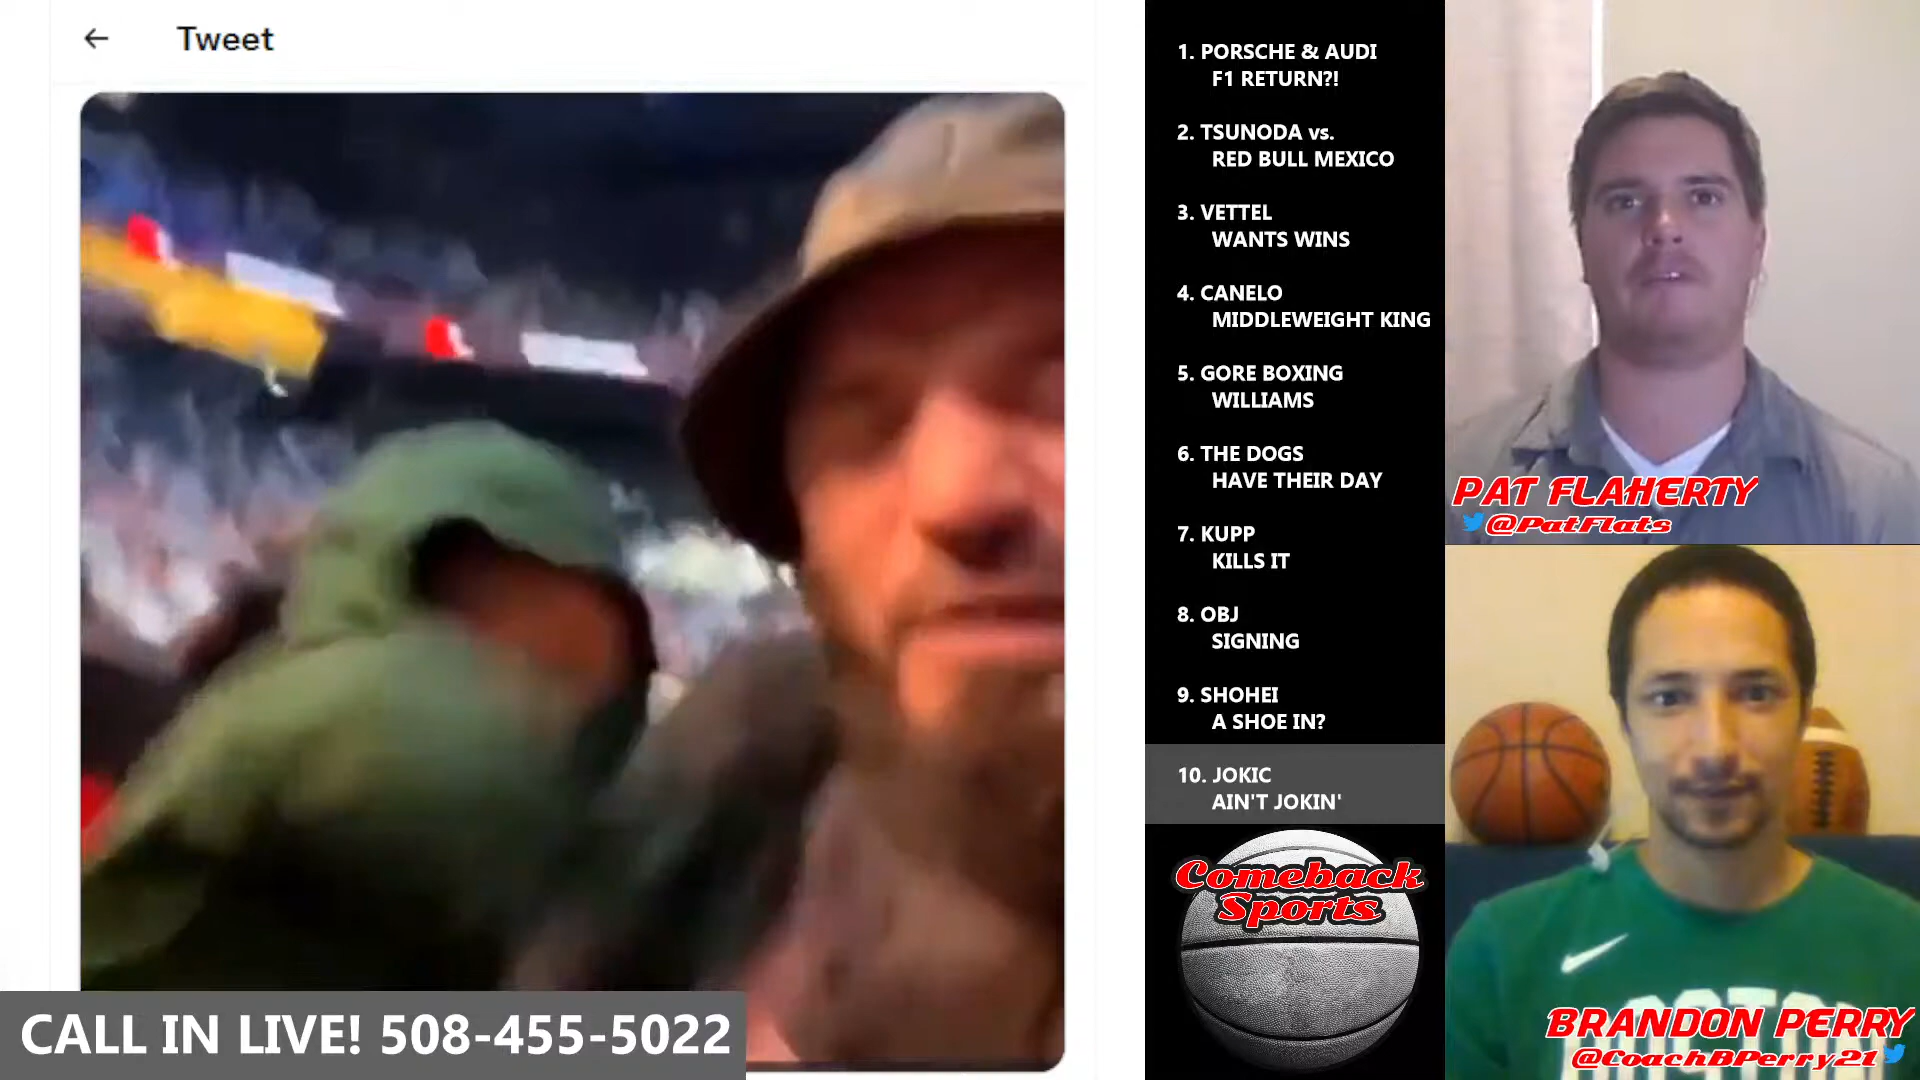 Tweet
1. PORSCHE & AUDI
F1 RETURN?!
2. TSUNODA vs.
RED BULL MEXICO
3. VETTEL
WANTS WINS
4. CANELO
MIDDLEWEIGHT KING
5. GORE BOXING
WILLIAMS
6. THE DOGS
HAVE THEIR DAY
7. KUPP
KILLS IT
8. OBJ
SIGNING
9. SHOHEI
A SHOE IN?
10. JOKIC
AIN'T JOKIN'
Comeback
Sports
PAT FLAHERTY
@PatFlats
BRANDON PERRY
@CoachBPerry21
CALL IN LIVE! 508-455-5022